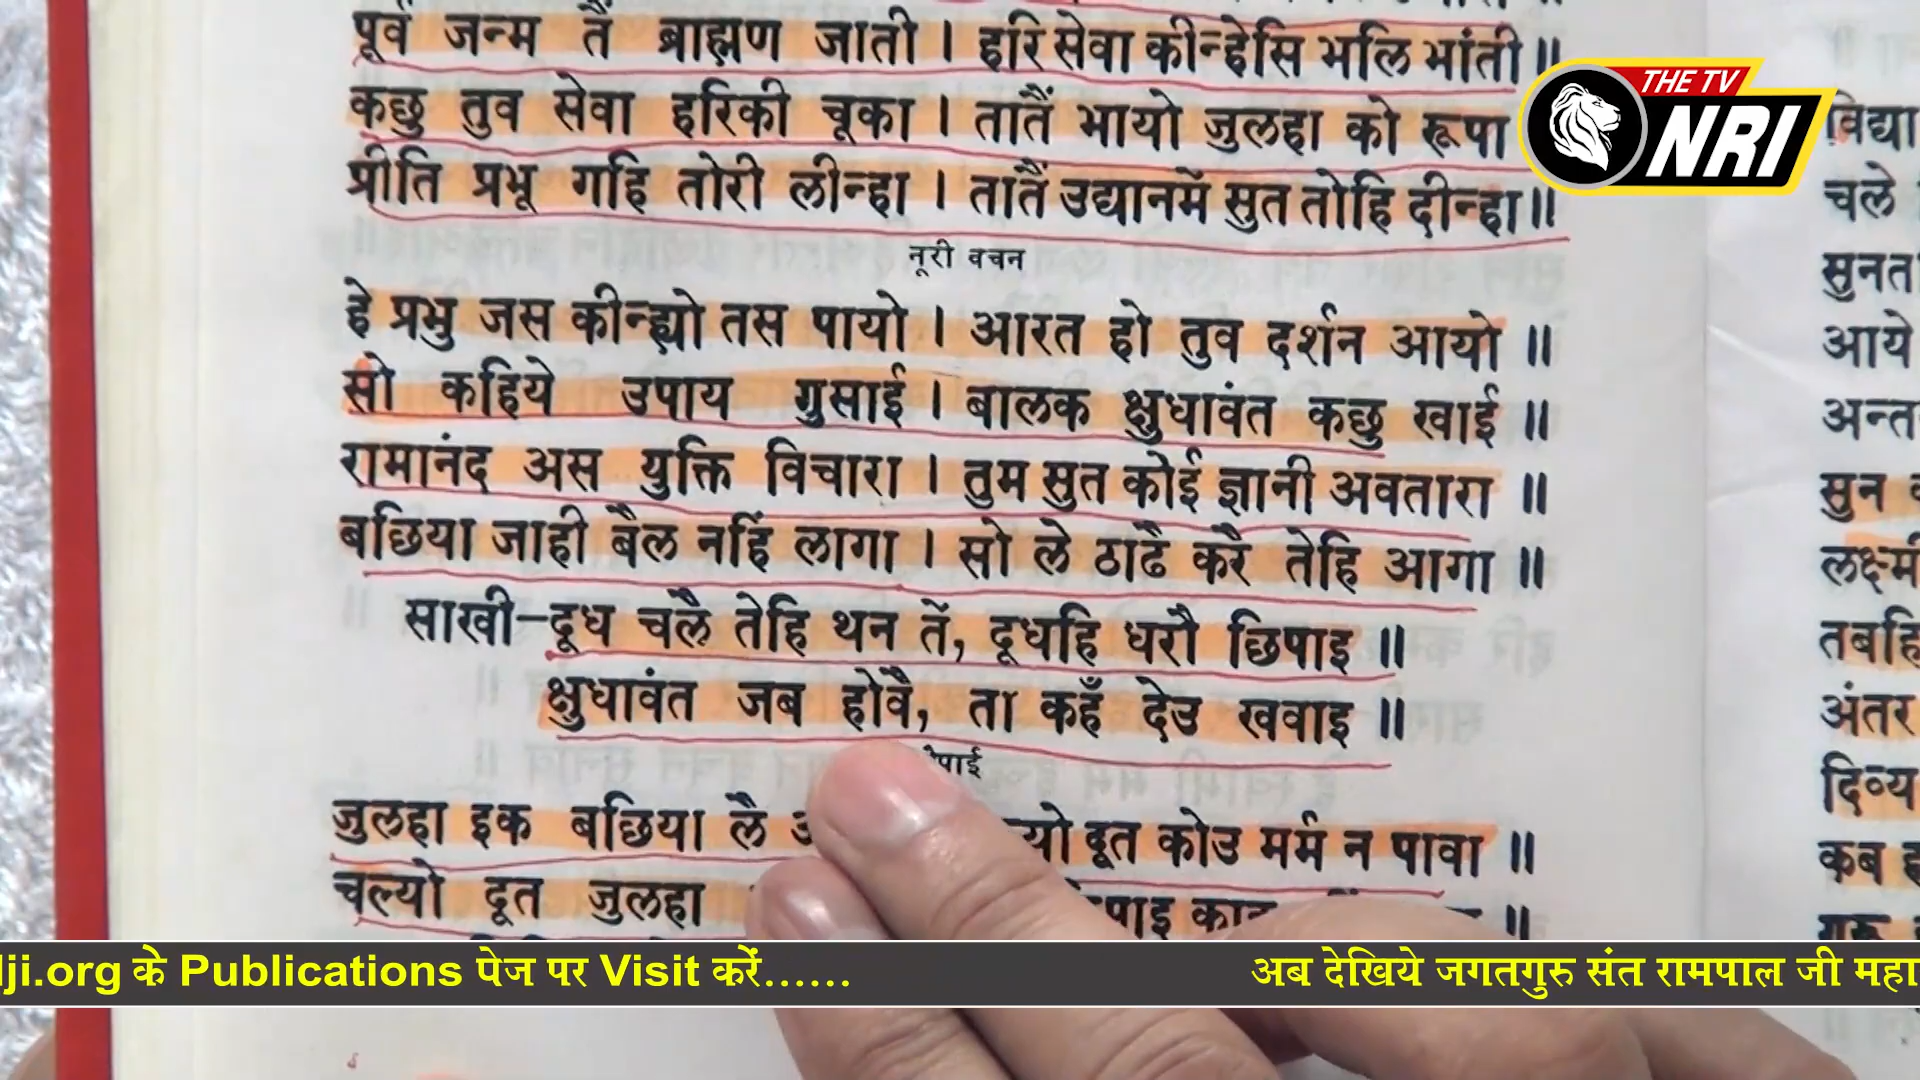 पूर्व जन्म तैं ब्राह्मण जाती । हरि सेवा कीन्हेसि भलि भांती ॥
कछु तुव सेवा हरिकी चूका । तातैं भायो जुलहा को रूपा
प्रीति प्रभू गहि तोरी लीन्हा । तातैं उद्यानमें सुत तोहि दीन्हा ॥
नूरी वचन
हे प्रभु जस कीन्ह्यो तस पायो । आरत हो तुव दर्शन आयो ॥
सो कहिये उपाय गुसाई । बालक क्षुधावंत कछु खाई ॥
रामानंद अस युक्ति विचारा । तुम सुत कोई ज्ञानी अवतारा ॥
बछिया जाही बैल नहिं लागा । सो ले ठाढै करै तेहि आगा ॥
साखी-दूध चलै तेहि थन तें, दूधहि धरौ छिपाइ ॥
क्षुधावंत जब होवै, ता कहँ देउ खवाइ ॥
पाई
जुलहा इक बछिया लै यो दूत कोउ मर्म न पावा ॥
चल्यो दूत जुलहा
THE TV
NRI
विद्या
चले
सुनत
आये
अन्त
सुन
लक्ष्मी
तबहि
अंतर
दिव्य
कब
ji.org के Publications पेज पर Visit करें...... अब देखिये जगतगुरु संत रामपाल जी महा